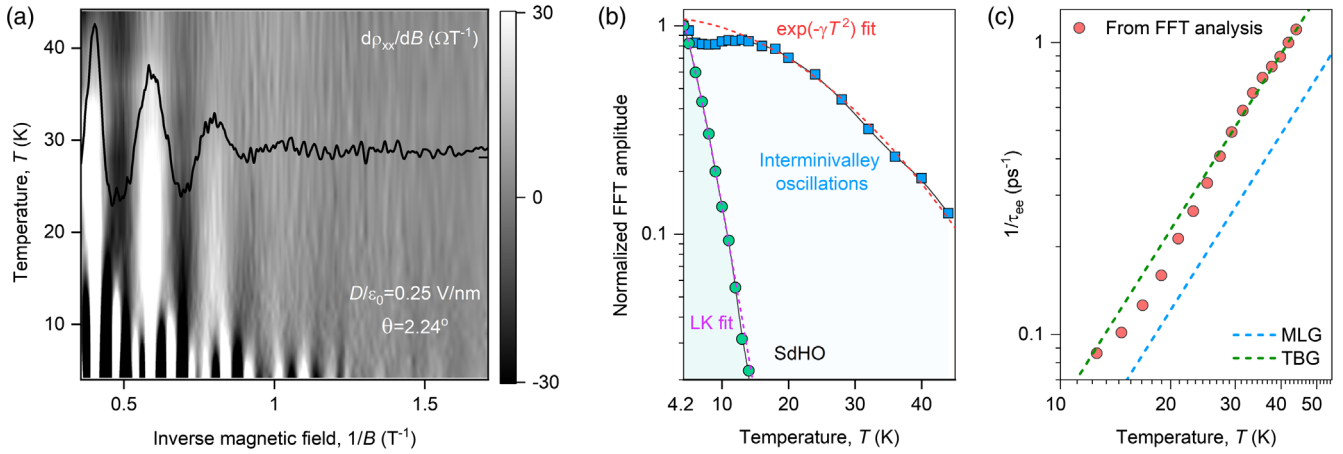 (a)
dρxx/dB (ΩT-1)
D/ε0=0.25 V/nm
θ=2.24o
Temperature, T (K)
40
30
20
10
0.5
1
1.5
Inverse magnetic field, 1/B (T-1)
30
0
-30
(b)
exp(-γT2) fit
Interminivalley
oscillations
LK fit
SdHO
Normalized FFT amplitude
1
0.1
4.2
10
20
30
40
Temperature, T (K)
(c)
From FFT analysis
MLG
TBG
1/τee (ps-1)
1
0.1
10
20
30
40
50
Temperature, T (K)